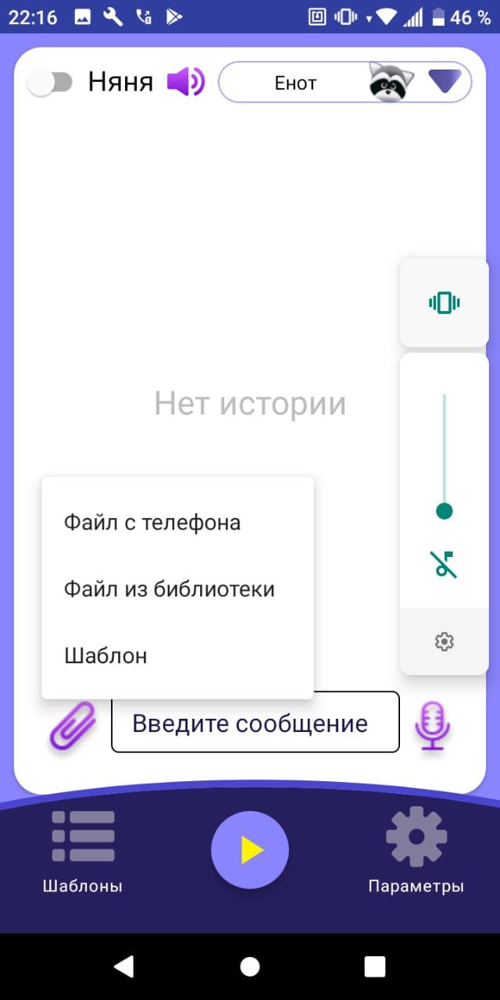 22:16
46 %
Няня
Енот
Нет истории
Файл с телефона
Файл из библиотеки
Шаблон
Введите сообщение
Шаблоны
Параметры